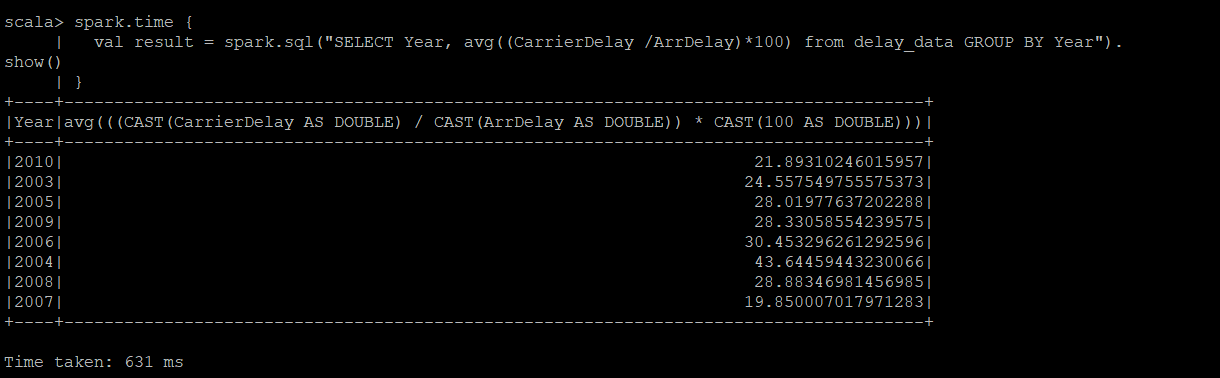 scala> spark.time {
     |   val result = spark.sql("SELECT Year, avg((CarrierDelay /ArrDelay)*100) from delay_data GROUP BY Year").
show()
     | }
+----+--------------------------------------------------------------------------------------+
|Year|avg(((CAST(CarrierDelay AS DOUBLE) / CAST(ArrDelay AS DOUBLE)) * CAST(100 AS DOUBLE)))|
+----+--------------------------------------------------------------------------------------+
|2010|                                                                     21.89310246015957|
|2003|                                                                    24.557549755575373|
|2005|                                                                     28.01977637202288|
|2009|                                                                     28.33058554239575|
|2006|                                                                    30.453296261292596|
|2004|                                                                     43.64459443230066|
|2008|                                                                     28.88346981456985|
|2007|                                                                    19.850007017971283|
+----+--------------------------------------------------------------------------------------+
Time taken: 631 ms